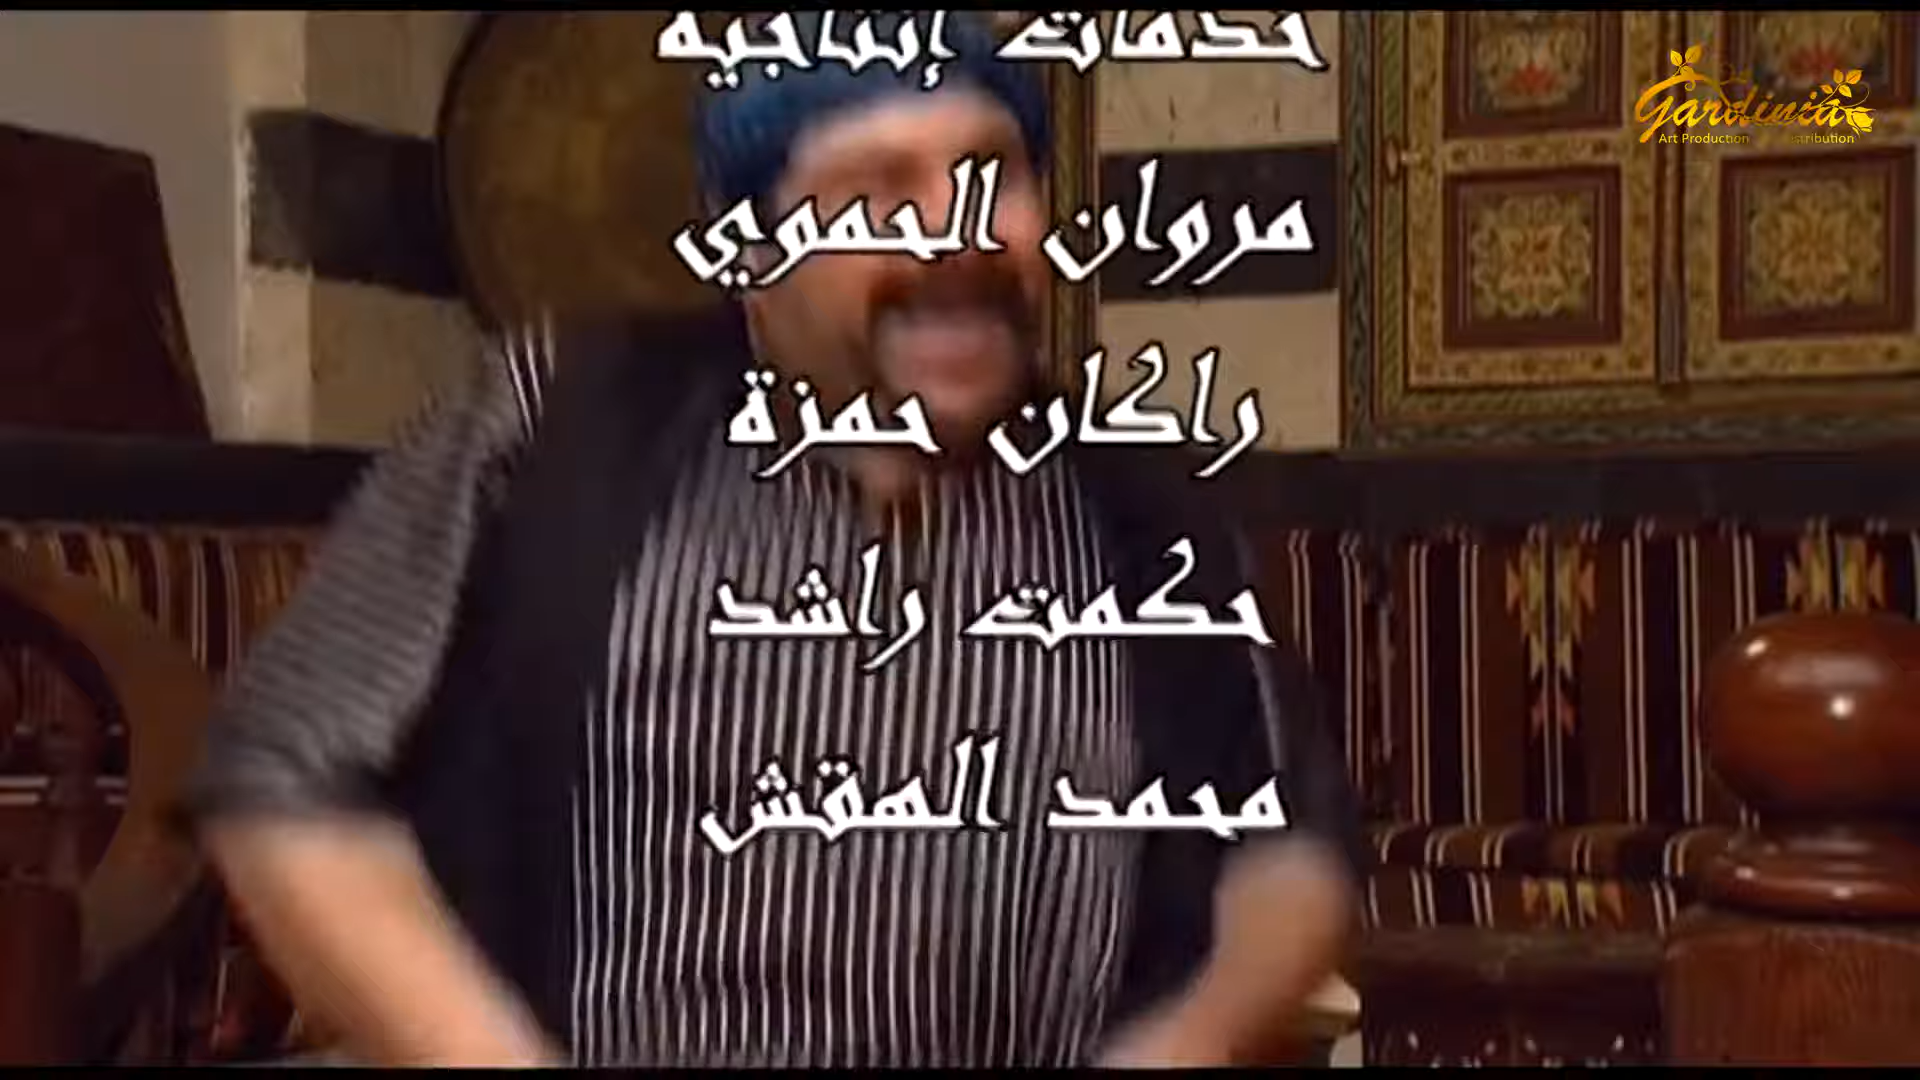 خدمات إنتاجية
مروان الحموي
راكان حمزة
حكمت راشد
محمد الهقش
Gardinia
Art Production